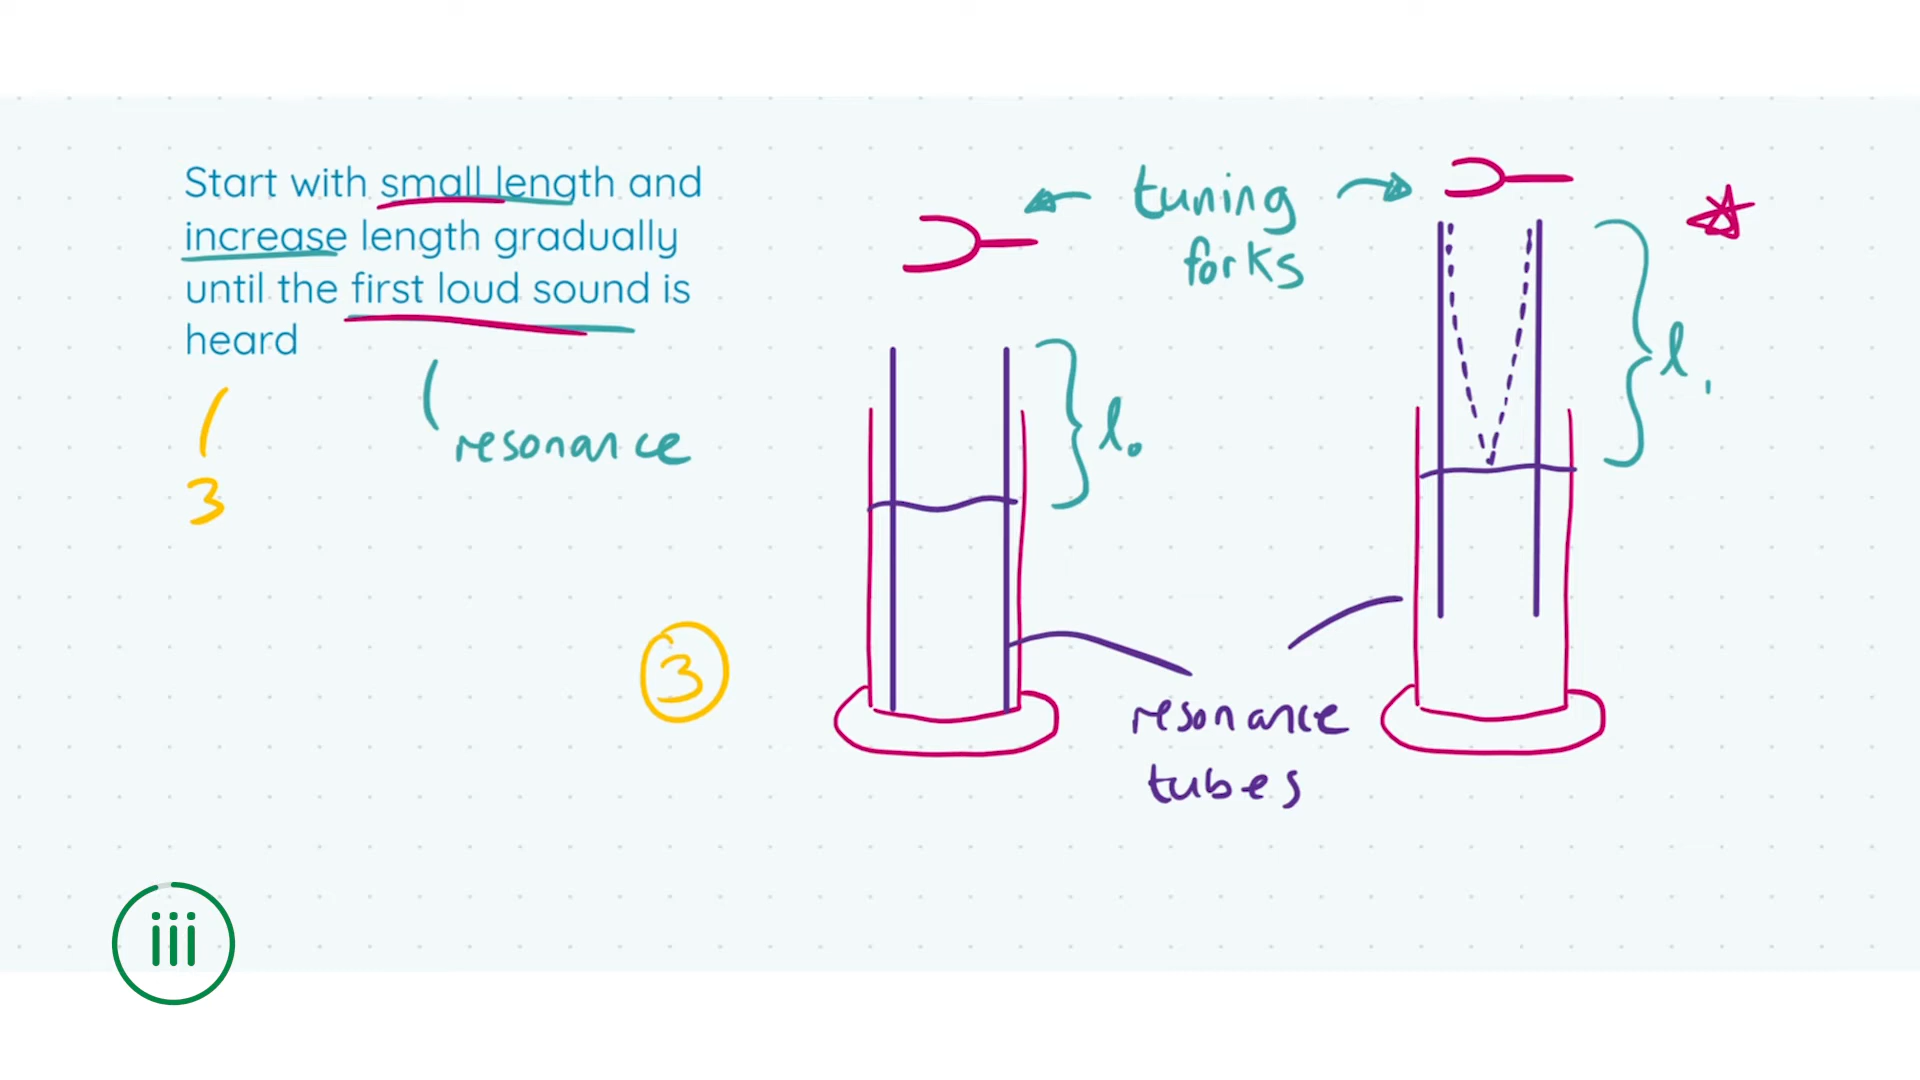 Start with small length and
increase length gradually
until the first loud sound is
heard
resonance
3
3
tuning
forks
l₀
l₁
resonance
tubes
iii